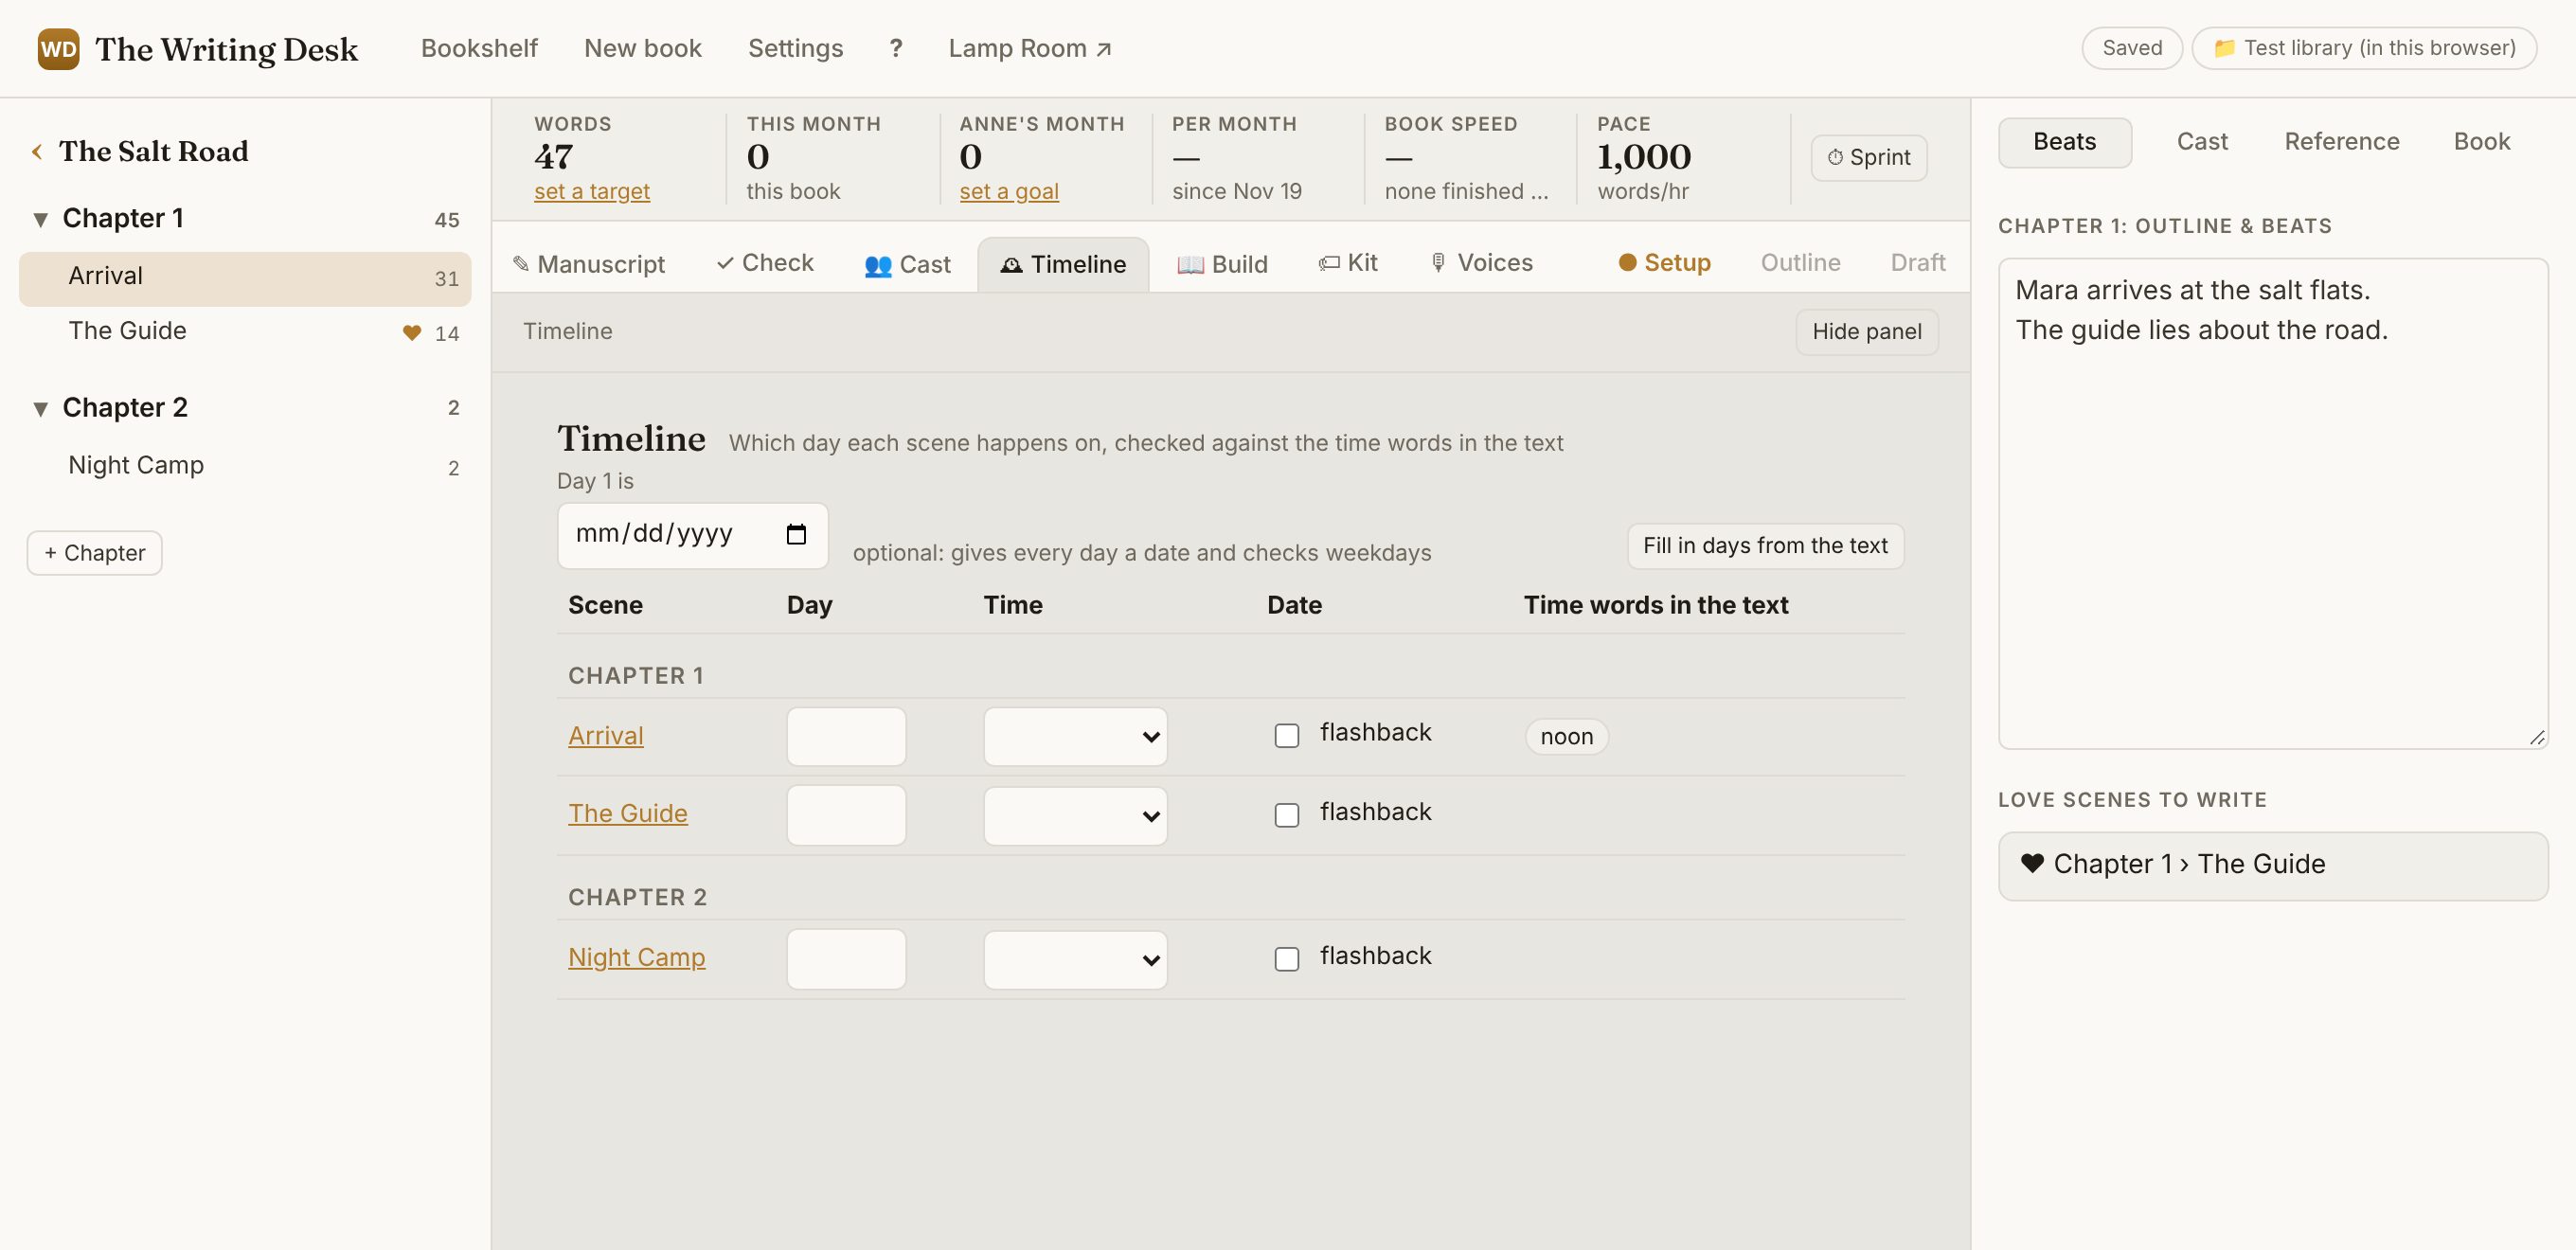 WD The Writing Desk Bookshelf New book Settings ? Lamp Room ↗ Saved 📁 Test library (in this browser)
‹ The Salt Road
▼ Chapter 1 45
Arrival 31
The Guide ♥ 14
▼ Chapter 2 2
Night Camp 2
+ Chapter
WORDS
47
set a target
THIS MONTH
0
this book
ANNE'S MONTH
0
set a goal
PER MONTH
—
since Nov 19
BOOK SPEED
—
none finished ...
PACE
1,000
words/hr
⏱ Sprint
✎ Manuscript ✓ Check 👥 Cast 🕰 Timeline 📖 Build 🏷 Kit 🎙 Voices ● Setup Outline Draft
Timeline Hide panel
Timeline Which day each scene happens on, checked against the time words in the text
Day 1 is
mm/dd/yyyy optional: gives every day a date and checks weekdays Fill in days from the text
Scene Day Time Date Time words in the text
CHAPTER 1
Arrival flashback noon
The Guide flashback
CHAPTER 2
Night Camp flashback
Beats Cast Reference Book
CHAPTER 1: OUTLINE & BEATS
Mara arrives at the salt flats.
The guide lies about the road.
LOVE SCENES TO WRITE
♥ Chapter 1 › The Guide